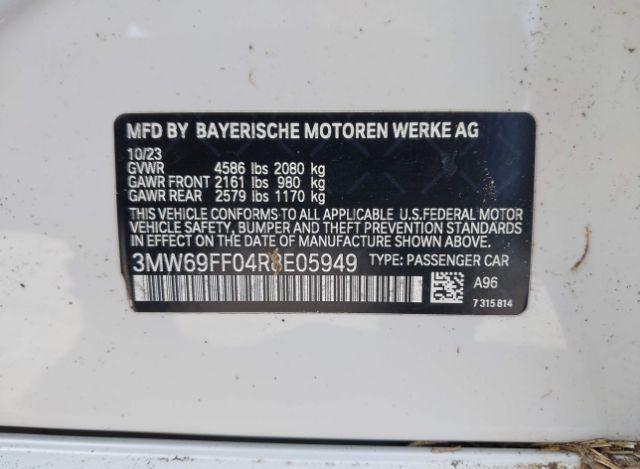 MFD BY BAYERISCHE MOTOREN WERKE AG
10/23
GVWR 4586 lbs 2080 kg
GAWR FRONT 2161 lbs 980 kg
GAWR REAR 2579 lbs 1170 kg
THIS VEHICLE CONFORMS TO ALL APPLICABLE U.S.FEDERAL MOTOR
VEHICLE SAFETY, BUMPER AND THEFT PREVENTION STANDARDS
IN EFFECT ON THE DATE OF MANUFACTURE SHOWN ABOVE.
3MW69FF04R8E05949 TYPE: PASSENGER CAR
A96
7 315 814